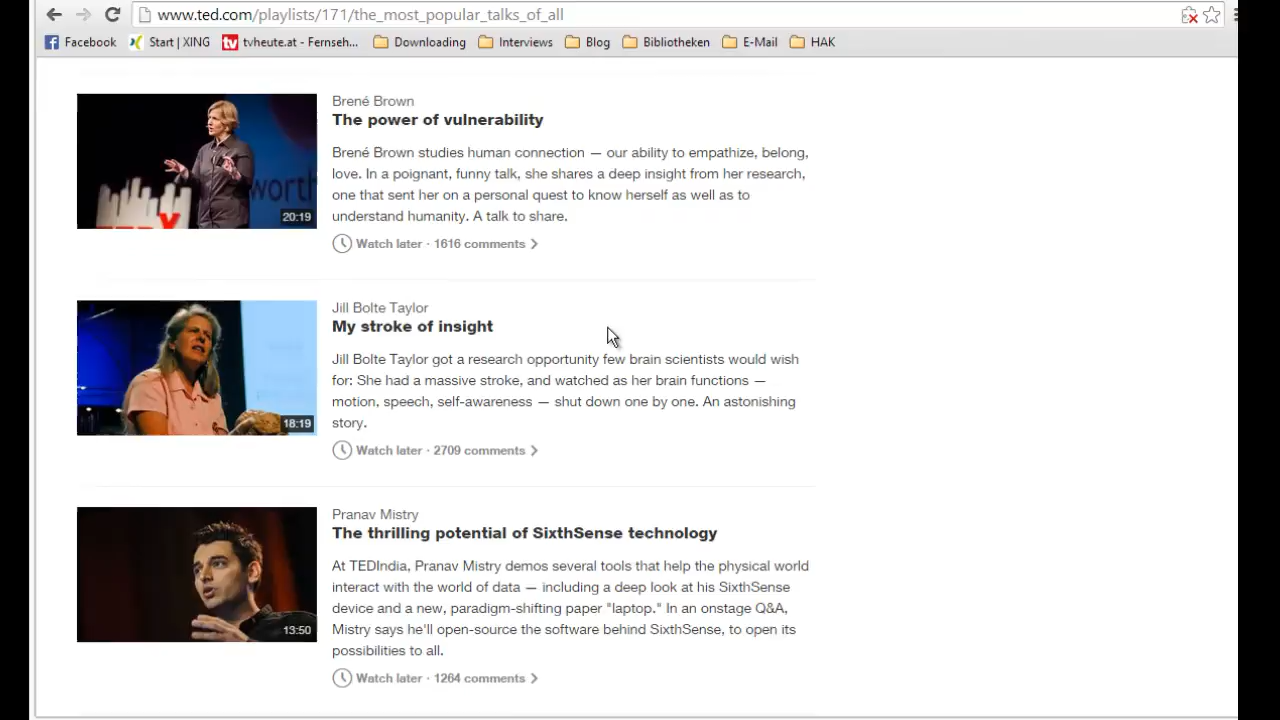 www.ted.com/playlists/171/the_most_popular_talks_of_all
Facebook Start | XING tvheute.at - Fernseh... Downloading Interviews Blog Bibliotheken E-Mail HAK
Brené Brown
The power of vulnerability
Brené Brown studies human connection — our ability to empathize, belong,
love. In a poignant, funny talk, she shares a deep insight from her research,
one that sent her on a personal quest to know herself as well as to
understand humanity. A talk to share.
20:19
Watch later · 1616 comments
Jill Bolte Taylor
My stroke of insight
Jill Bolte Taylor got a research opportunity few brain scientists would wish
for: She had a massive stroke, and watched as her brain functions —
motion, speech, self-awareness — shut down one by one. An astonishing
story.
18:19
Watch later · 2709 comments
Pranav Mistry
The thrilling potential of SixthSense technology
At TEDIndia, Pranav Mistry demos several tools that help the physical world
interact with the world of data — including a deep look at his SixthSense
device and a new, paradigm-shifting paper "laptop." In an onstage Q&A,
Mistry says he'll open-source the software behind SixthSense, to open its
possibilities to all.
13:50
Watch later · 1264 comments